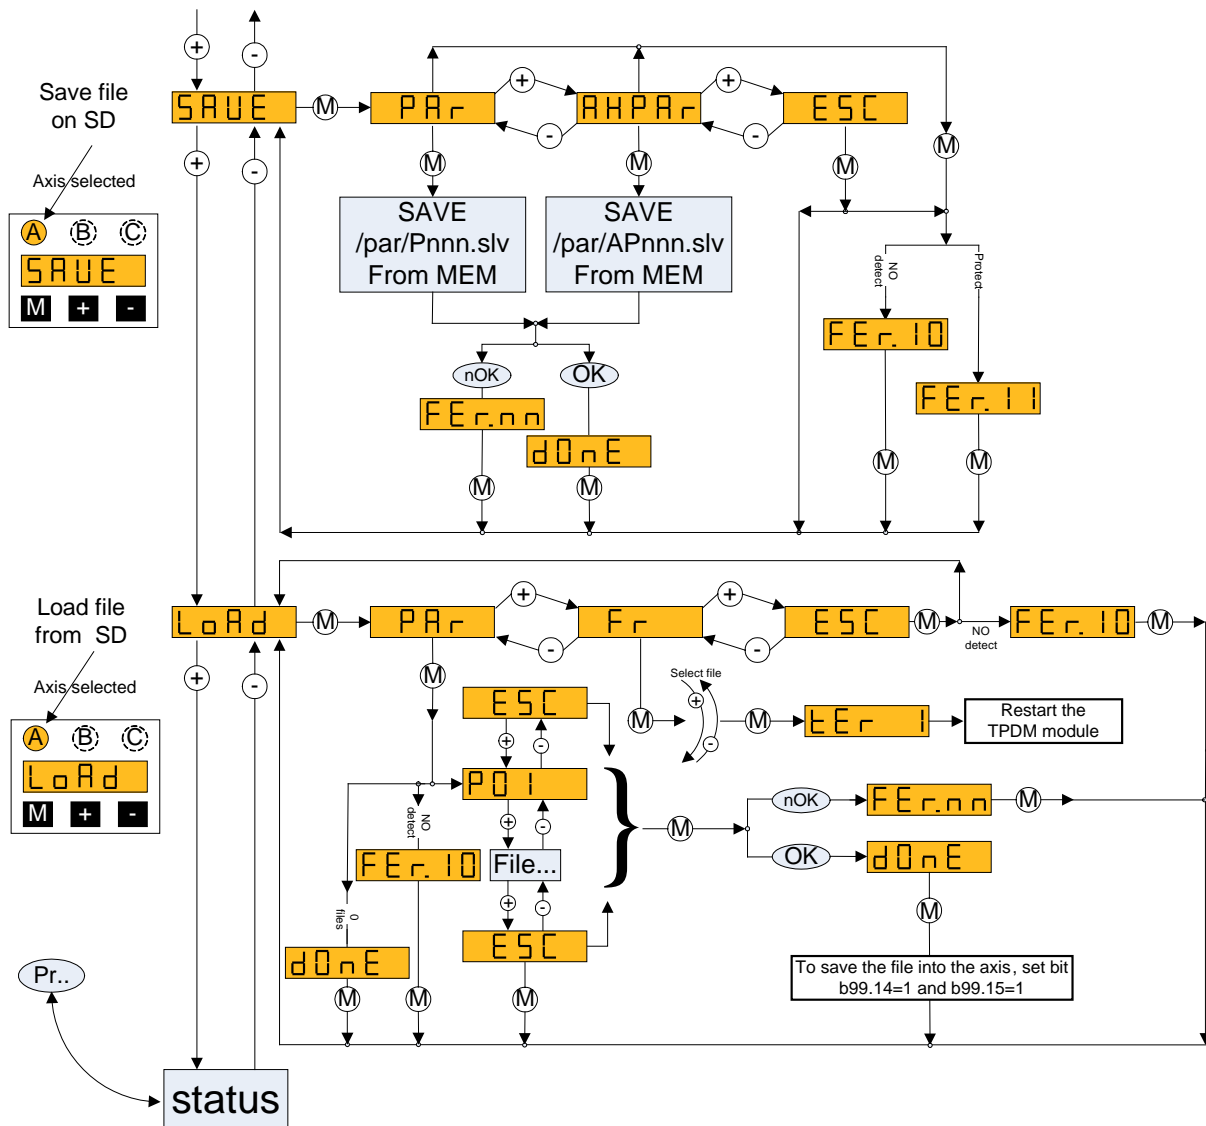 +
-
Save file
on SD
SAUE
M
PAr
+
-
AHPAr
+
-
ESC
M
M
M
M
+
-
Axis selected
A B C
SAUE
M + -
SAVE
/par/Pnnn.slv
From MEM
SAVE
/par/APnnn.slv
From MEM
NO
detect
Protect
nOK
OK
FEr.nn
dOnE
FEr.10
FEr.11
M
M
M
M
Load file
from SD
LoAd
M
PAr
+
-
Fr
+
-
ESC
M
NO
detect
FEr.10
M
+
-
Axis selected
A B C
LoAd
M + -
M
M
Select file
+
-
M
tEr 1
Restart the
TPDM module
ESC
+
-
P01
+
-
File...
+
-
ESC
NO
detect
FEr.10
0
files
dOnE
}
M
nOK
FEr.nn
M
OK
dOnE
M
To save the file into the axis, set bit
b99.14=1 and b99.15=1
M
M
M
Pr..
status